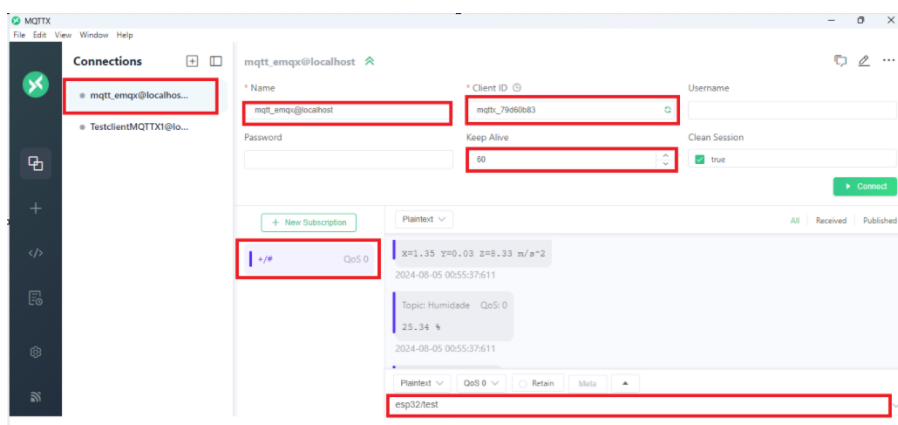 MQTTX
File Edit View Window Help
Connections
mqtt_emqx@localhos...
TestclientMQTTX1@lo...
mqtt_emqx@localhost
* Name
* Client ID
Username
mqtt_emqx@localhost
mqttx_79d60b83
Password
Keep Alive
Clean Session
60
true
Connect
+ New Subscription
Plaintext
All Received Published
+/# QoS 0
X=1.35 Y=0.03 Z=8.33 m/s^2
2024-08-05 00:55:37:611
Topic: Humidade QoS: 0
25.34 %
2024-08-05 00:55:37:611
Plaintext QoS 0 Retain Meta
esp32/test